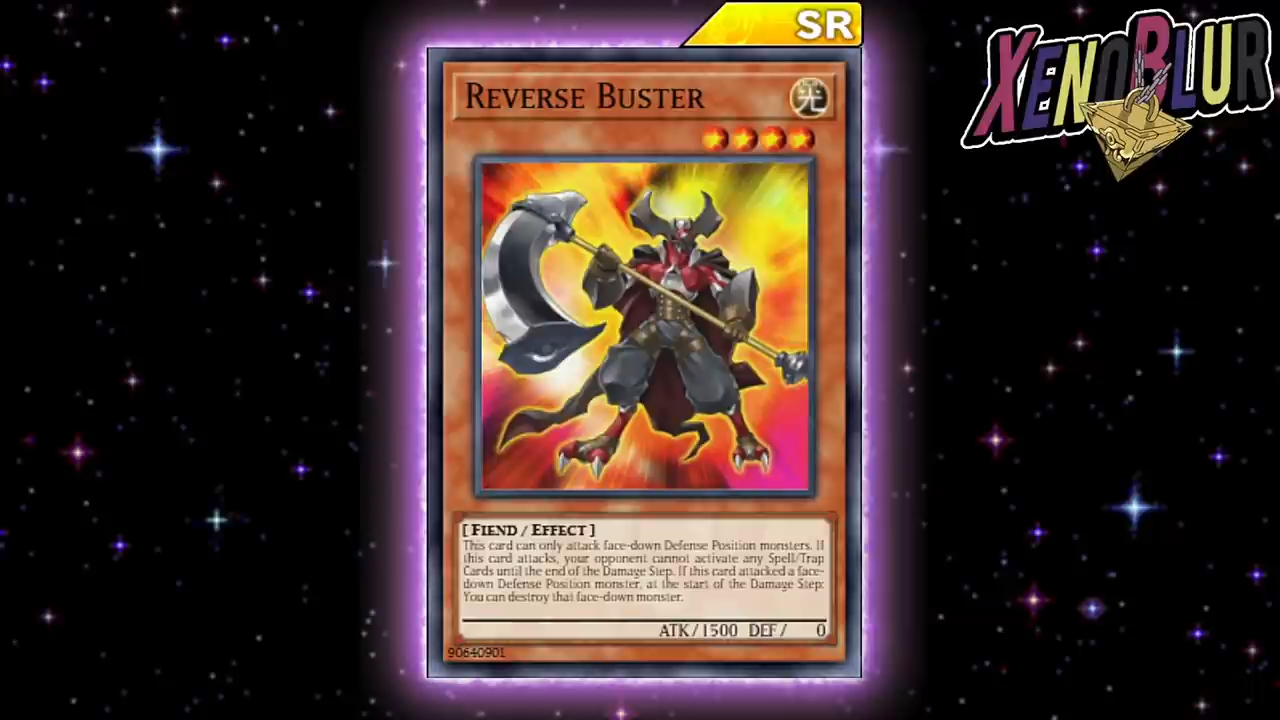 SR
XENOBLUR
REVERSE BUSTER
光
[ FIEND / EFFECT ]
This card can only attack face-down Defense Position monsters. If
this card attacks, your opponent cannot activate any Spell/Trap
Cards until the end of the Damage Step. If this card attacked a face-
down Defense Position monster, at the start of the Damage Step:
You can destroy that face-down monster.
ATK / 1500 DEF / 0
90640901